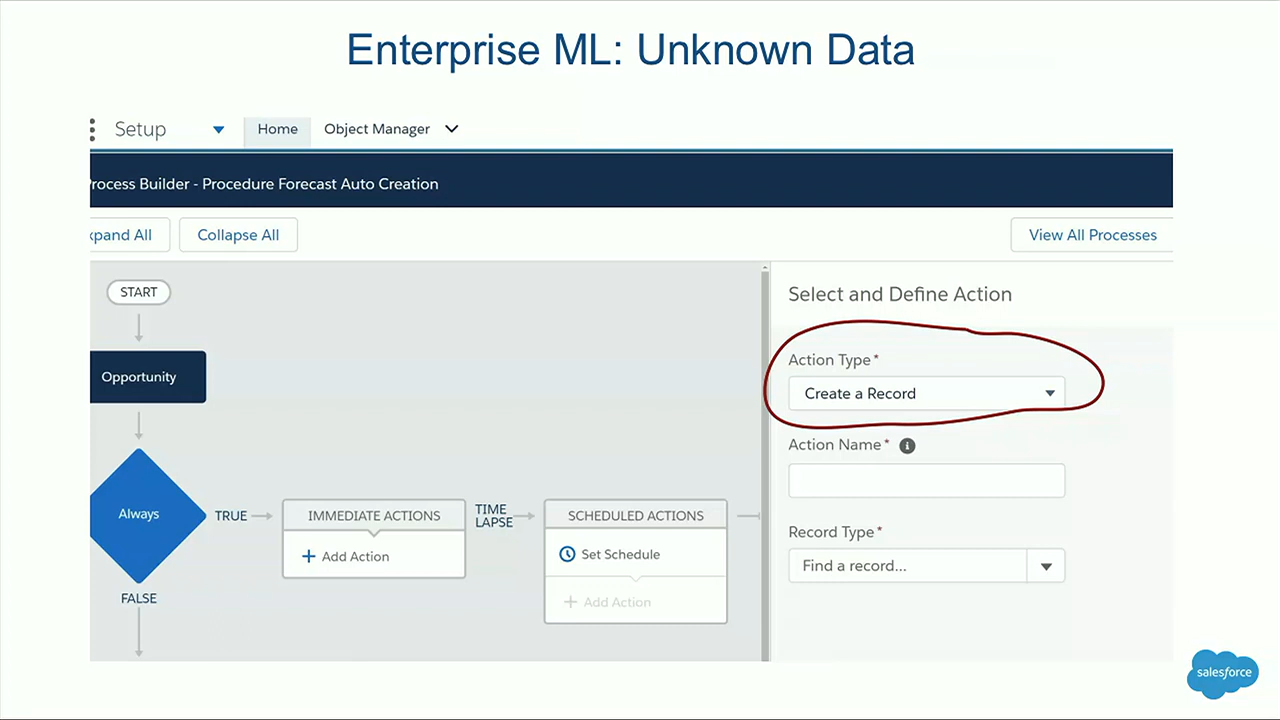 Enterprise ML: Unknown Data
Setup
Home
Object Manager
rocess Builder - Procedure Forecast Auto Creation
xpand All
Collapse All
View All Processes
START
Select and Define Action
Action Type*
Opportunity
Create a Record
Action Name*
Always
TRUE
IMMEDIATE ACTIONS
TIME
LAPSE
SCHEDULED ACTIONS
Record Type*
Add Action
Set Schedule
Find a record...
FALSE
Add Action
salesforce